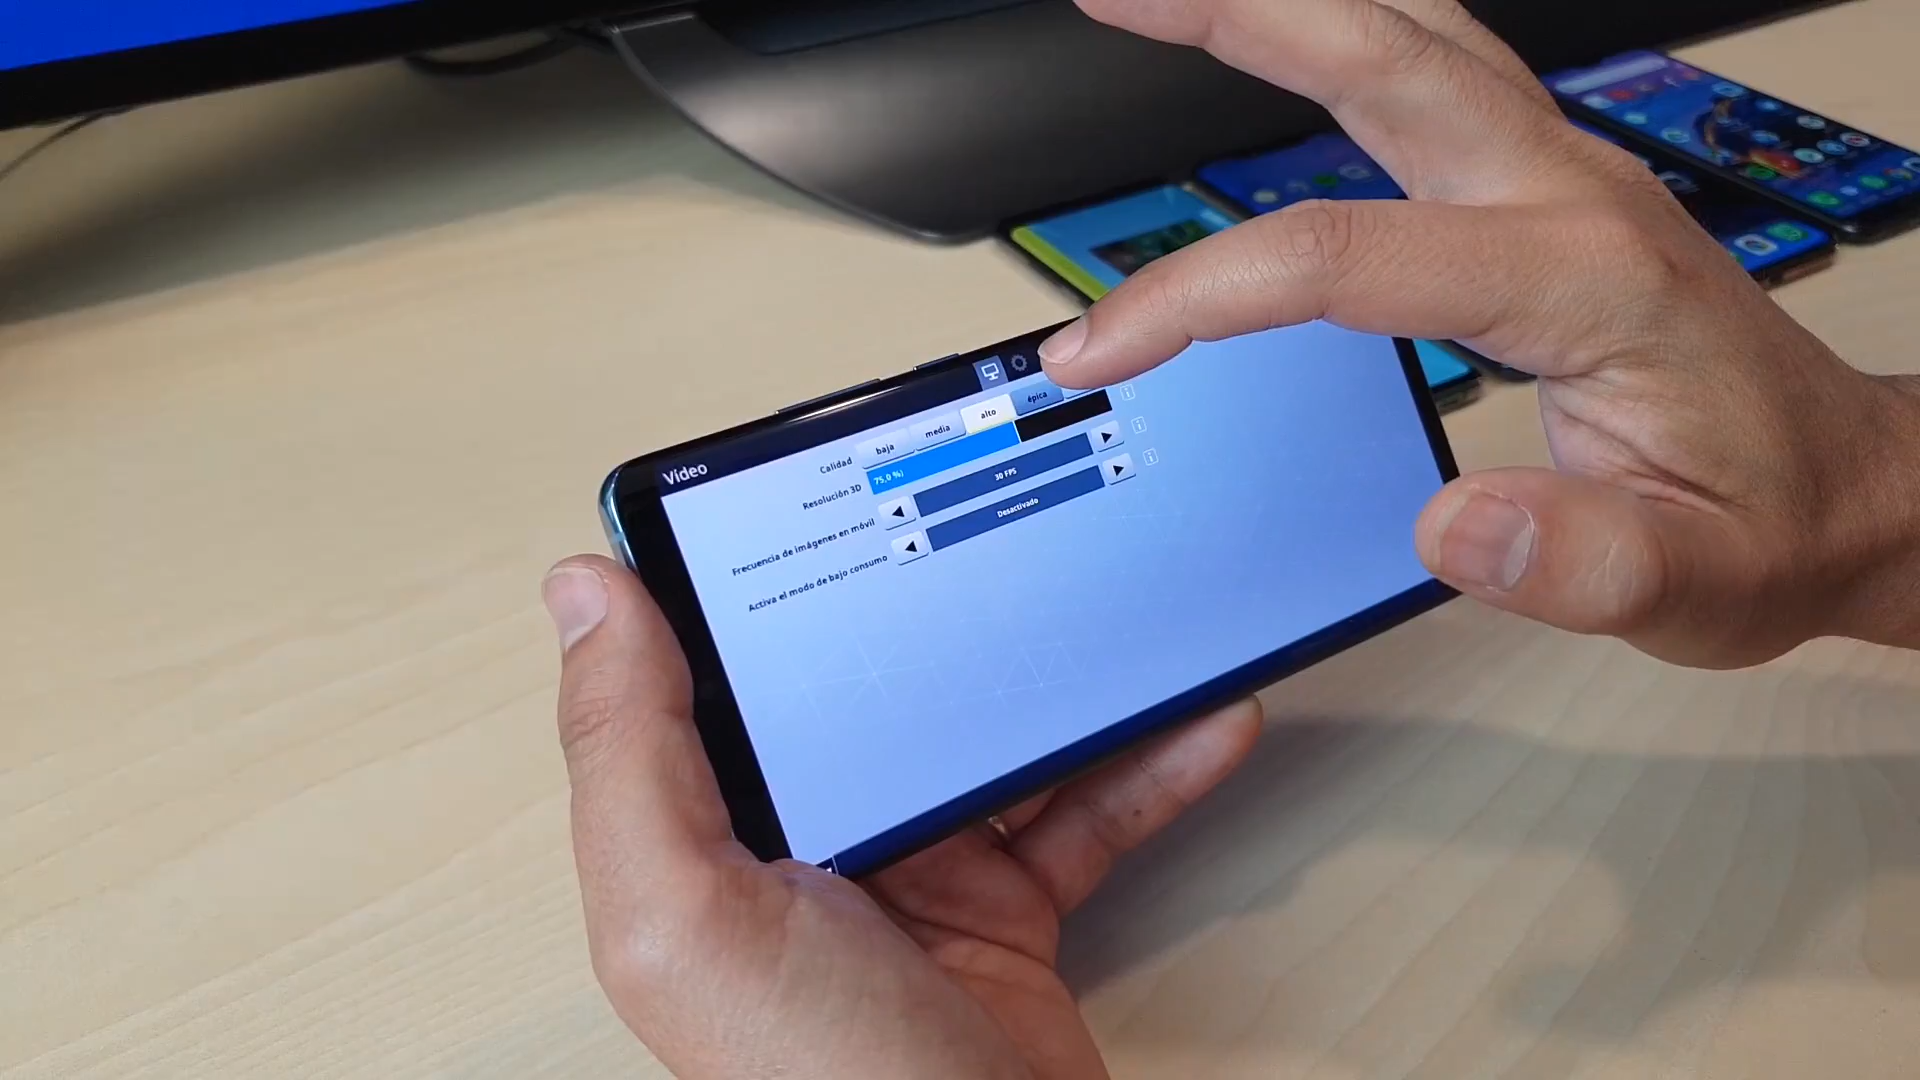 Vídeo
Calidad
baja
media
alto
épica
Resolución 3D
75,0 %)
Frecuencia de imágenes en móvil
30 FPS
Activa el modo de bajo consumo
Desactivado